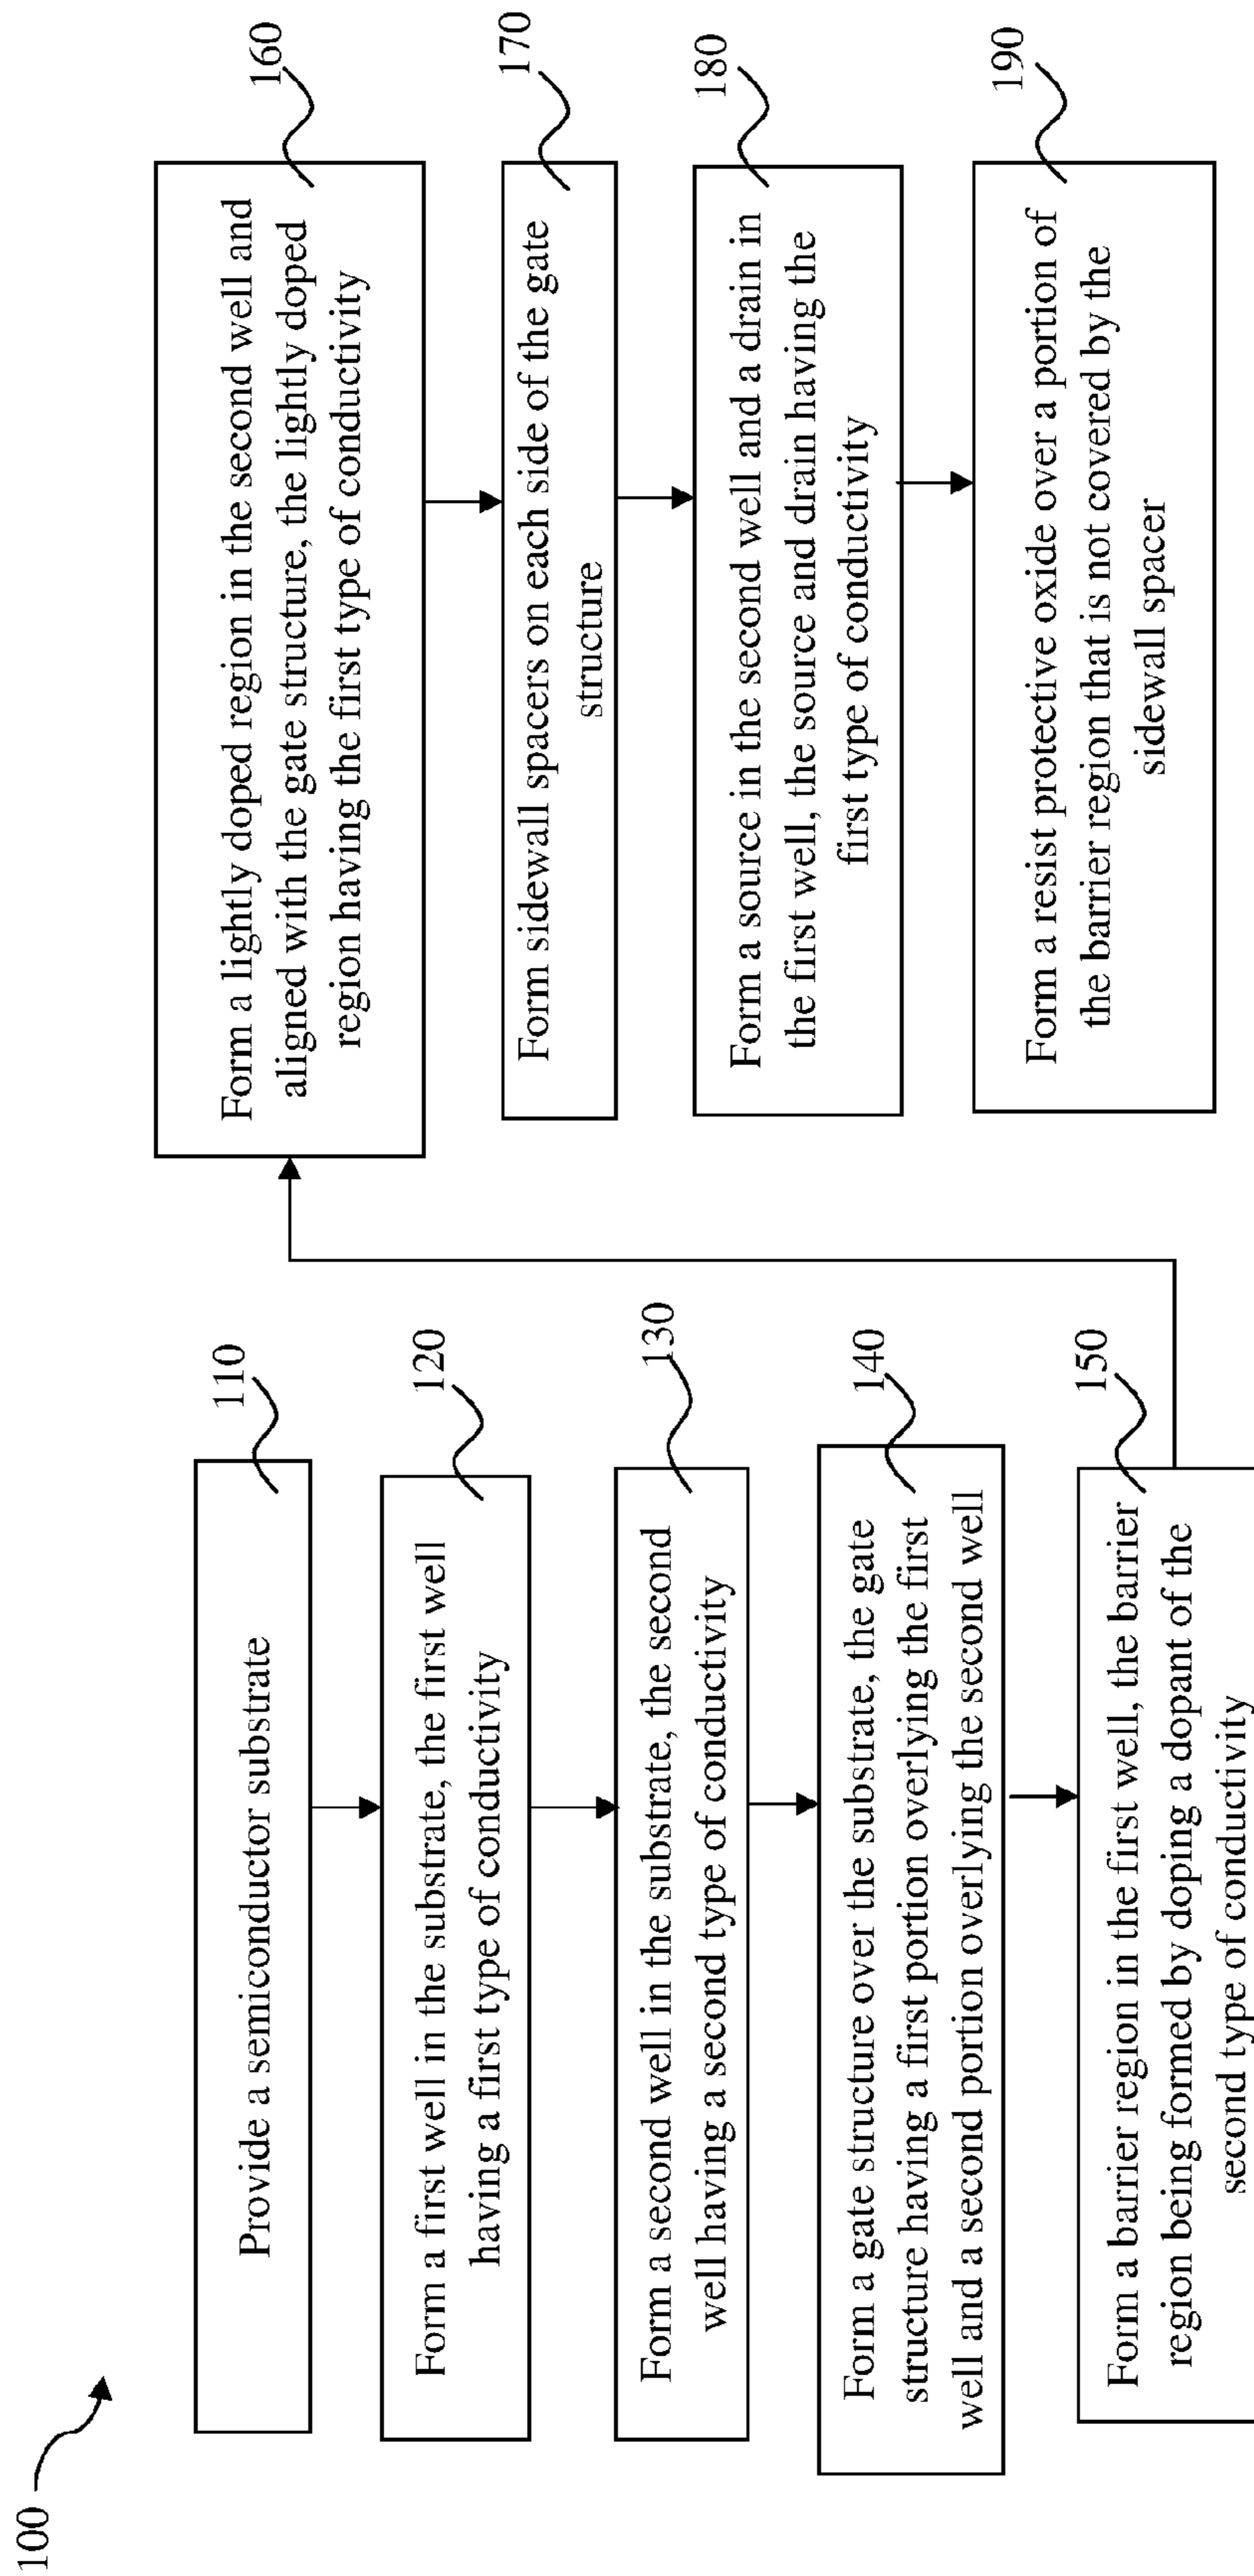 100
110
Provide a semiconductor substrate
120
Form a first well in the substrate, the first well
having a first type of conductivity
130
Form a second well in the substrate, the second
well having a second type of conductivity
140
Form a gate structure over the substrate, the gate
structure having a first portion overlying the first
well and a second portion overlying the second well
150
Form a barrier region in the first well, the barrier
region being formed by doping a dopant of the
second type of conductivity
160
Form a lightly doped region in the second well and
aligned with the gate structure, the lightly doped
region having the first type of conductivity
170
Form sidewall spacers on each side of the gate
structure
180
Form a source in the second well and a drain in
the first well, the source and drain having the
first type of conductivity
190
Form a resist protective oxide over a portion of
the barrier region that is not covered by the
sidewall spacer